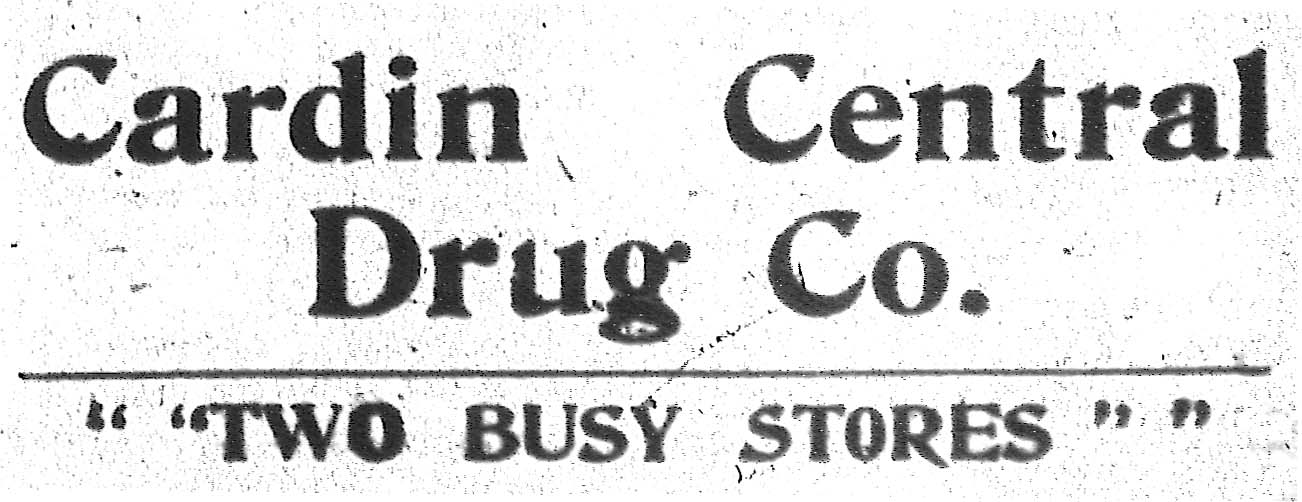 Cardin Central
Drug Co.
“ “TWO BUSY STORES ” ”